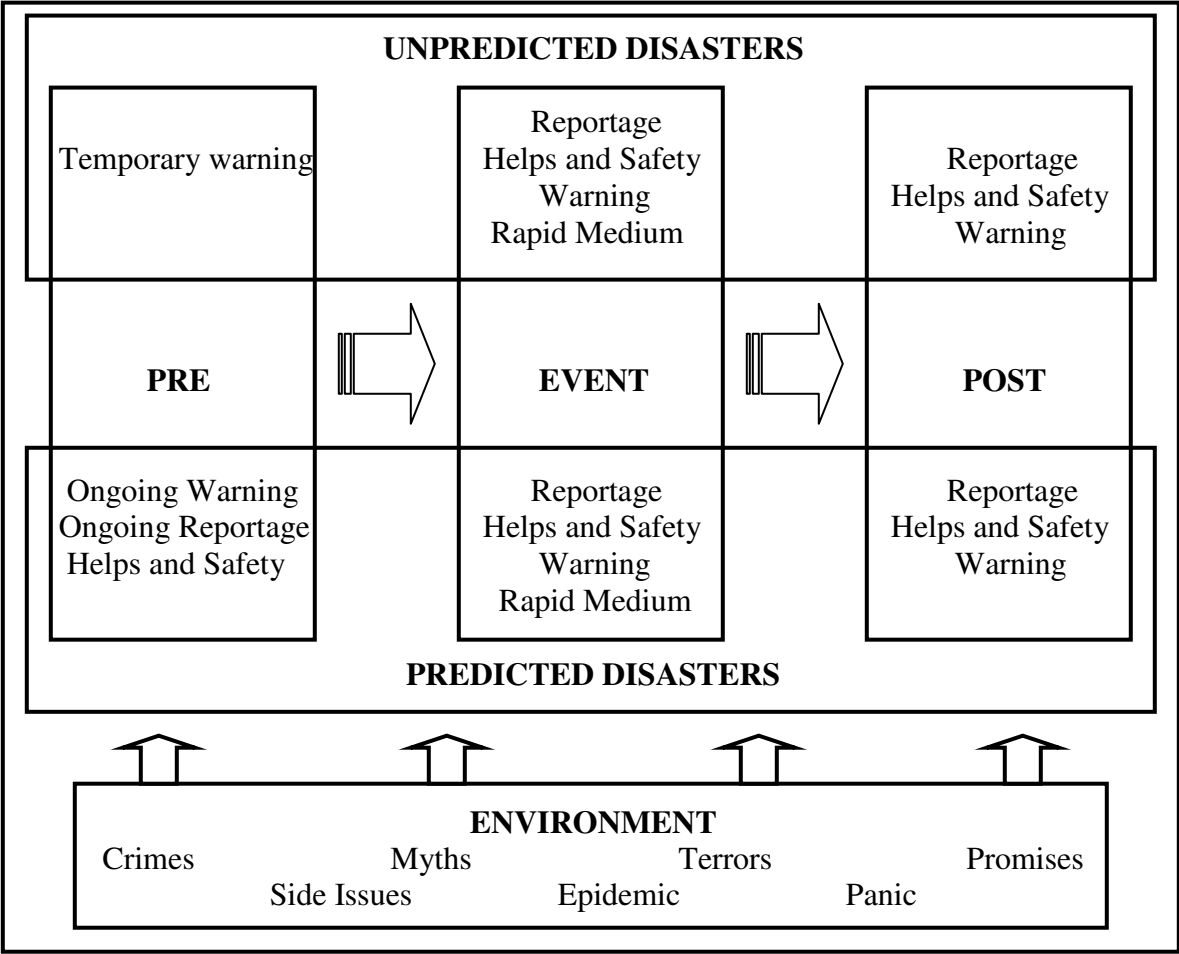 UNPREDICTED DISASTERS
Temporary warning
Reportage
Helps and Safety
Warning
Rapid Medium
Reportage
Helps and Safety
Warning
PRE
EVENT
POST
Ongoing Warning
Ongoing Reportage
Helps and Safety
Reportage
Helps and Safety
Warning
Rapid Medium
Reportage
Helps and Safety
Warning
PREDICTED DISASTERS
ENVIRONMENT
Crimes Myths Terrors Promises
Side Issues Epidemic Panic